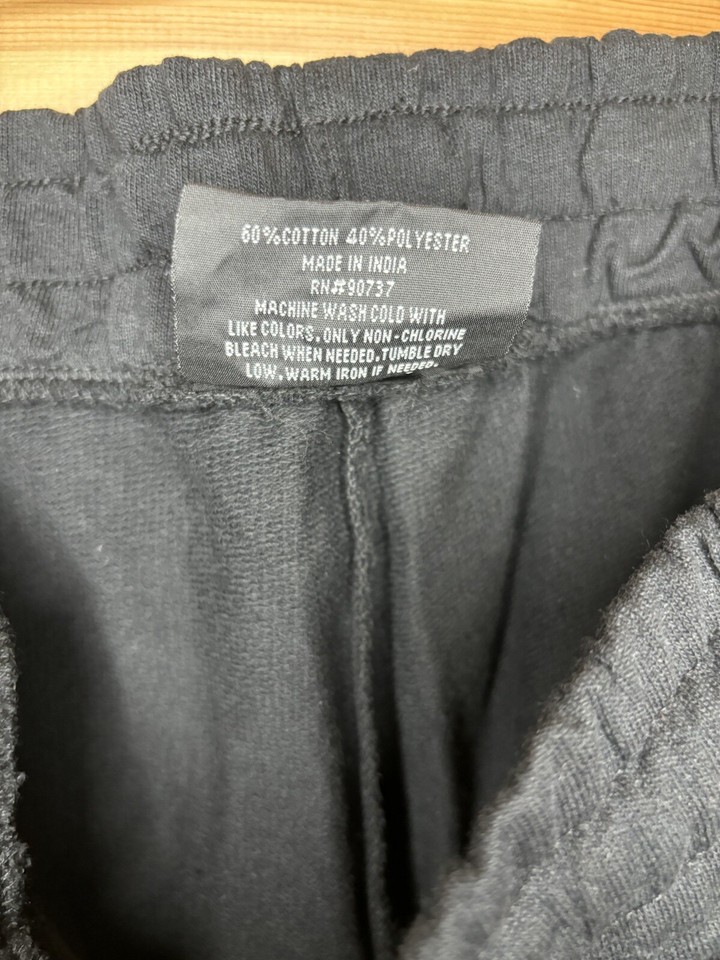 60%COTTON 40%POLYESTER
MADE IN INDIA
RN#90737
MACHINE WASH COLD WITH
LIKE COLORS, ONLY NON-CHLORINE
BLEACH WHEN NEEDED. TUMBLE DRY
LOW, WARM IRON IF NEEDED.